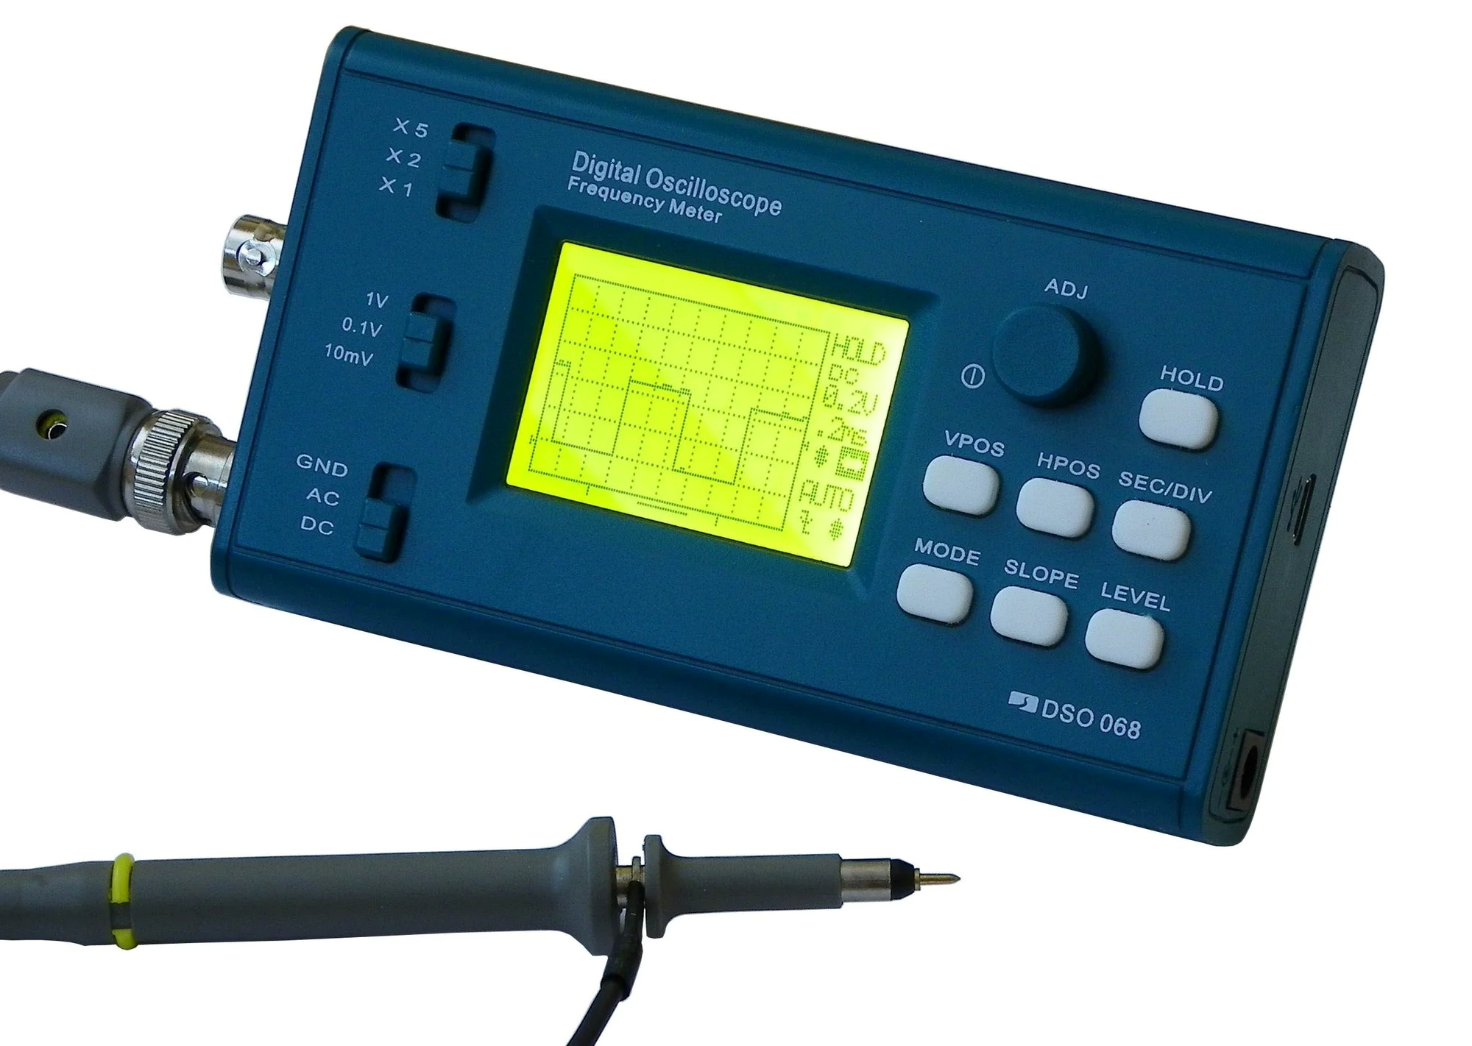 X 5
X 2
X 1
Digital Oscilloscope
Frequency Meter
1V
0.1V
10mV
GND
AC
DC
HOLD
DC
0.2V
AUTO
ADJ
HOLD
VPOS
HPOS
SEC/DIV
MODE
SLOPE
LEVEL
DSO 068